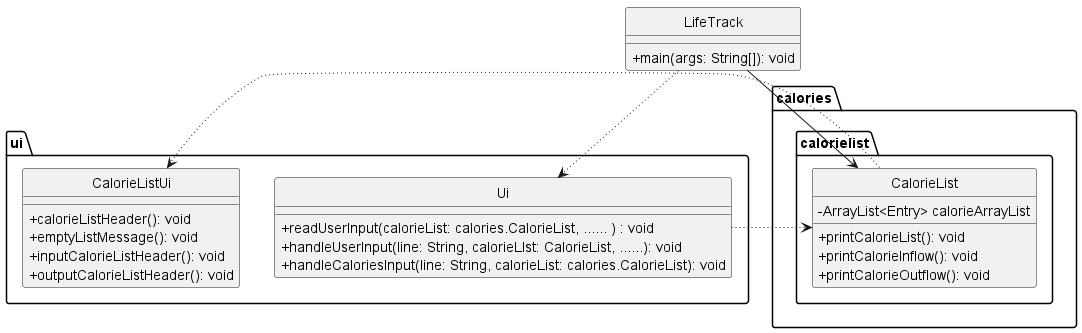 LifeTrack
+main(args: String[]): void
calories
ui
calorielist
CalorieListUi
+calorieListHeader(): void
+emptyListMessage(): void
+inputCalorieListHeader(): void
+outputCalorieListHeader(): void
Ui
+readUserInput(calorieList: calories.CalorieList, ...... ) : void
+handleUserInput(line: String, calorieLIst: CalorieList, ......): void
+handleCaloriesInput(line: String, calorieList: calories.CalorieList): void
CalorieList
-ArrayList<Entry> calorieArrayList
+printCalorieList(): void
+printCalorieInflow(): void
+printCalorieOutflow(): void